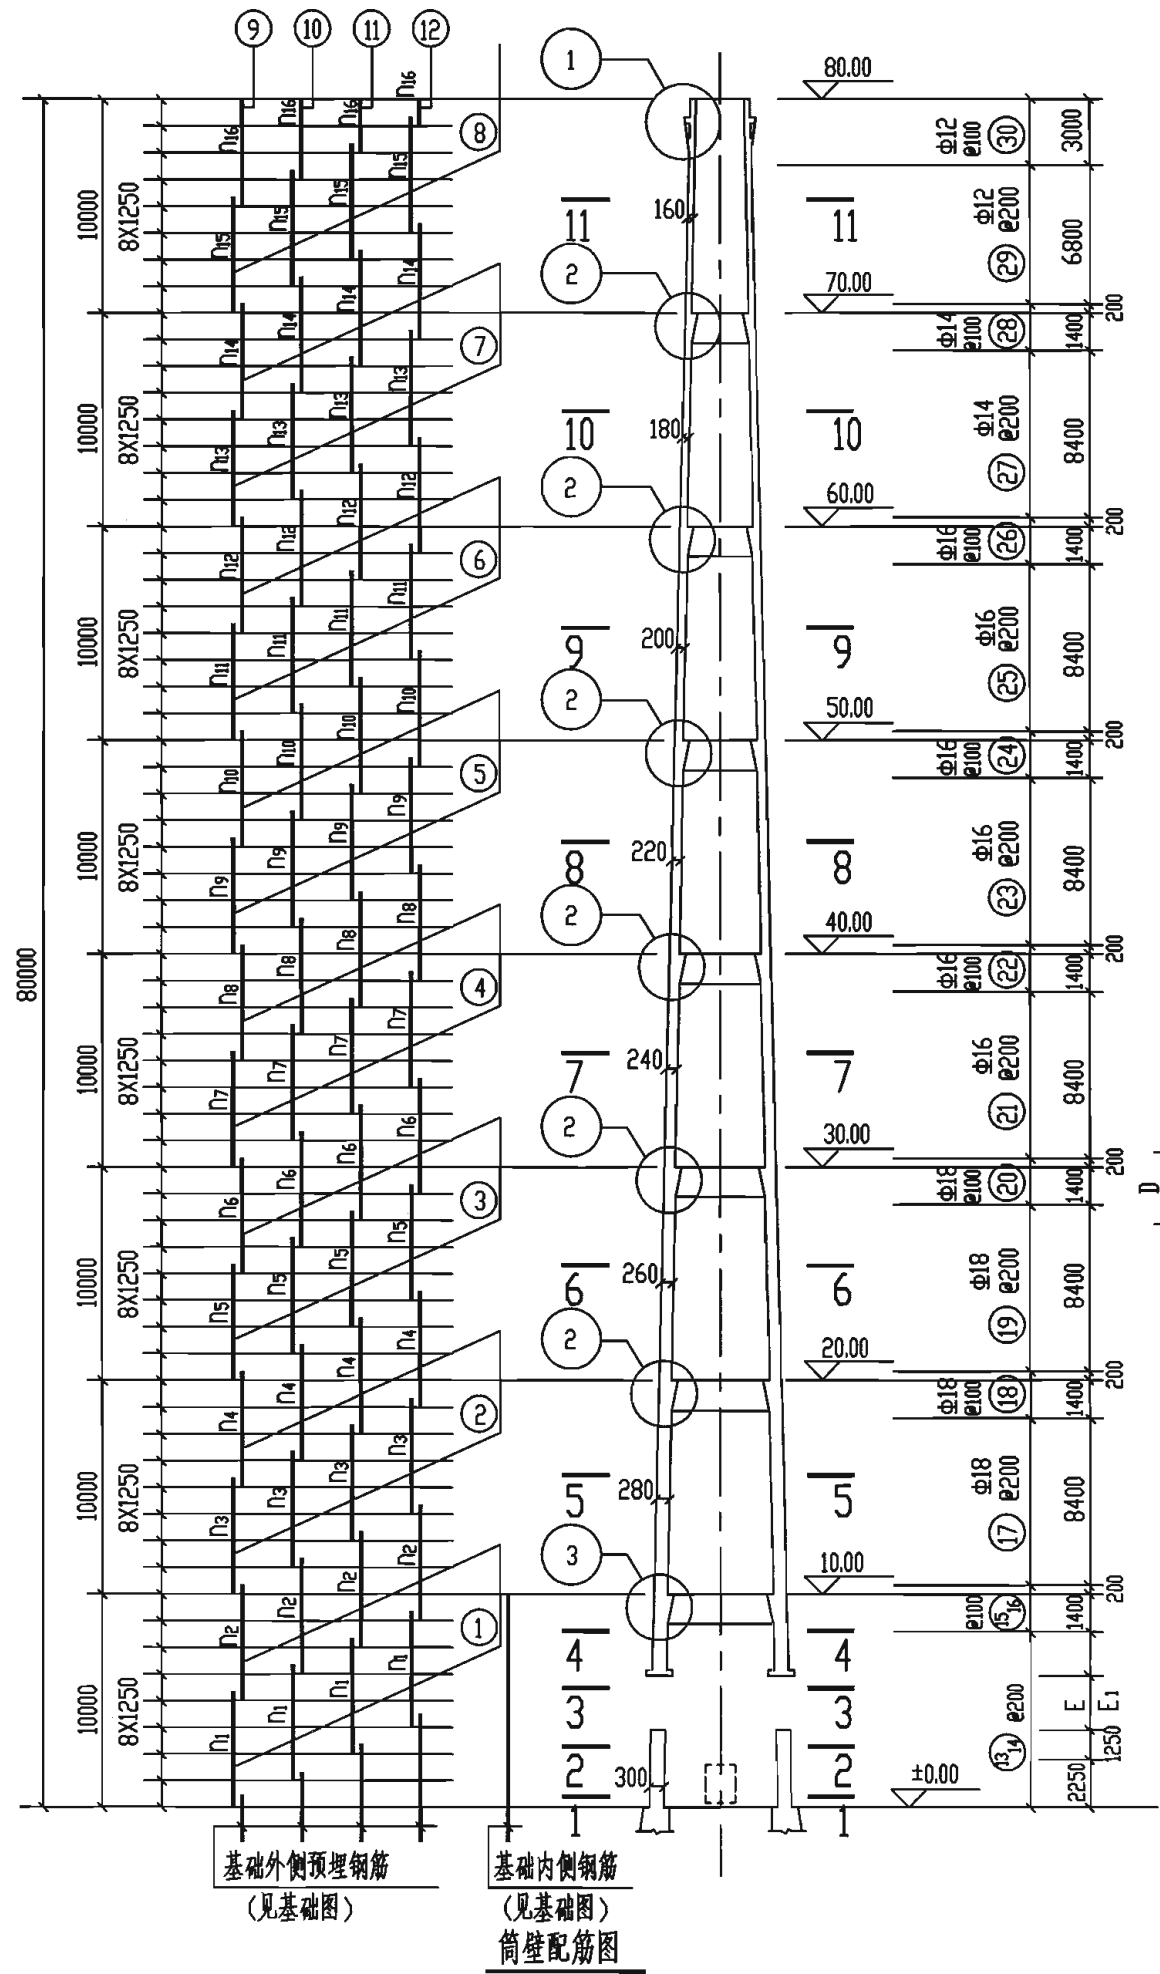 9 10 11 12
1
80.00
n16 n16 n16 n16
8
Φ12 @100 30 3000
n15 n15 n15 n15
10000 8X1250
160
11 11
Φ12 @200 29 6800
2
70.00
200
n14 n14 n14 n14
7
Φ14 @100 28 1400
n13 n13 n13 n13
10000 8X1250
180
10 10
Φ14 @200 27 8400
2
60.00
200
n12 n12 n12 n12
6
Φ16 @100 26 1400
n11 n11 n11 n11
10000 8X1250
200
9 9
Φ16 @200 25 8400
2
50.00
200
n10 n10 n10 n10
5
Φ16 @100 24 1400
n9 n9 n9 n9
10000 8X1250
220
8 8
Φ16 @200 23 8400
2
40.00
200
80000
n8 n8 n8 n8
4
Φ16 @100 22 1400
n7 n7 n7 n7
10000 8X1250
240
7 7
Φ16 @200 21 8400
2
30.00
200
D
n6 n6 n6 n6
3
Φ18 @100 20 1400
n5 n5 n5 n5
10000 8X1250
260
6 6
Φ18 @200 19 8400
2
20.00
200
n4 n4 n4 n4
2
Φ18 @100 18 1400
n3 n3 n3 n3
10000 8X1250
280
5 5
Φ18 @200 17 8400
3
10.00
200
n2 n2 n2 n2
1
@100 15 16 1400
n1 n1 n1 n1
10000 8X1250
4 4
3 3
@200 13 14
E E1
1250
2250
2 2
300
±0.00
1 1
基础外侧预埋钢筋
(见基础图)
基础内侧钢筋
(见基础图)
筒壁配筋图